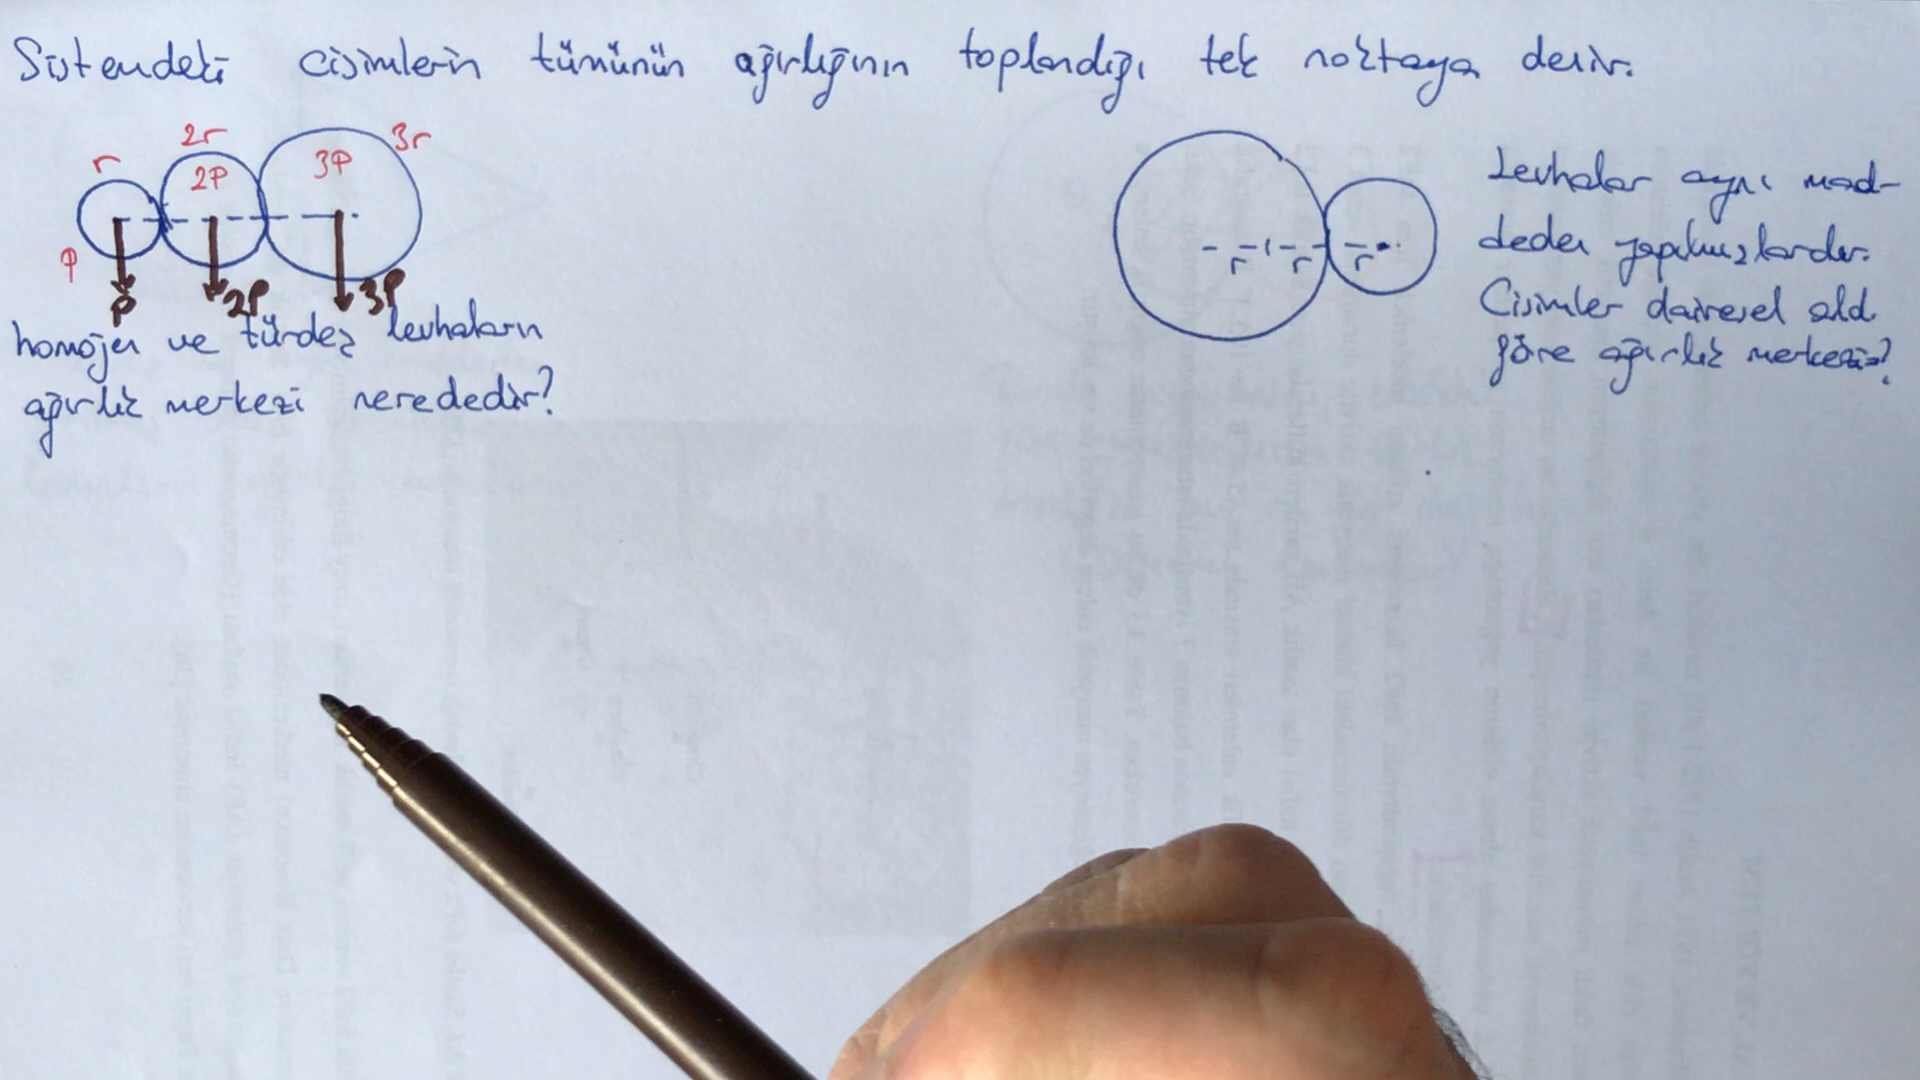 Sistemdeki cisimlerin tümünün ağırlığının toplandığı tek noktaya denir.
r 2r 3r
2P 3P
P
P 2P 3P
homojen ve türdeş levhaların
ağırlık merkezi nerededir?
r r r
Levhalar aynı mad-
deden yapılmışlardır.
Cisimler dairesel old.
göre ağırlık merkezi=?